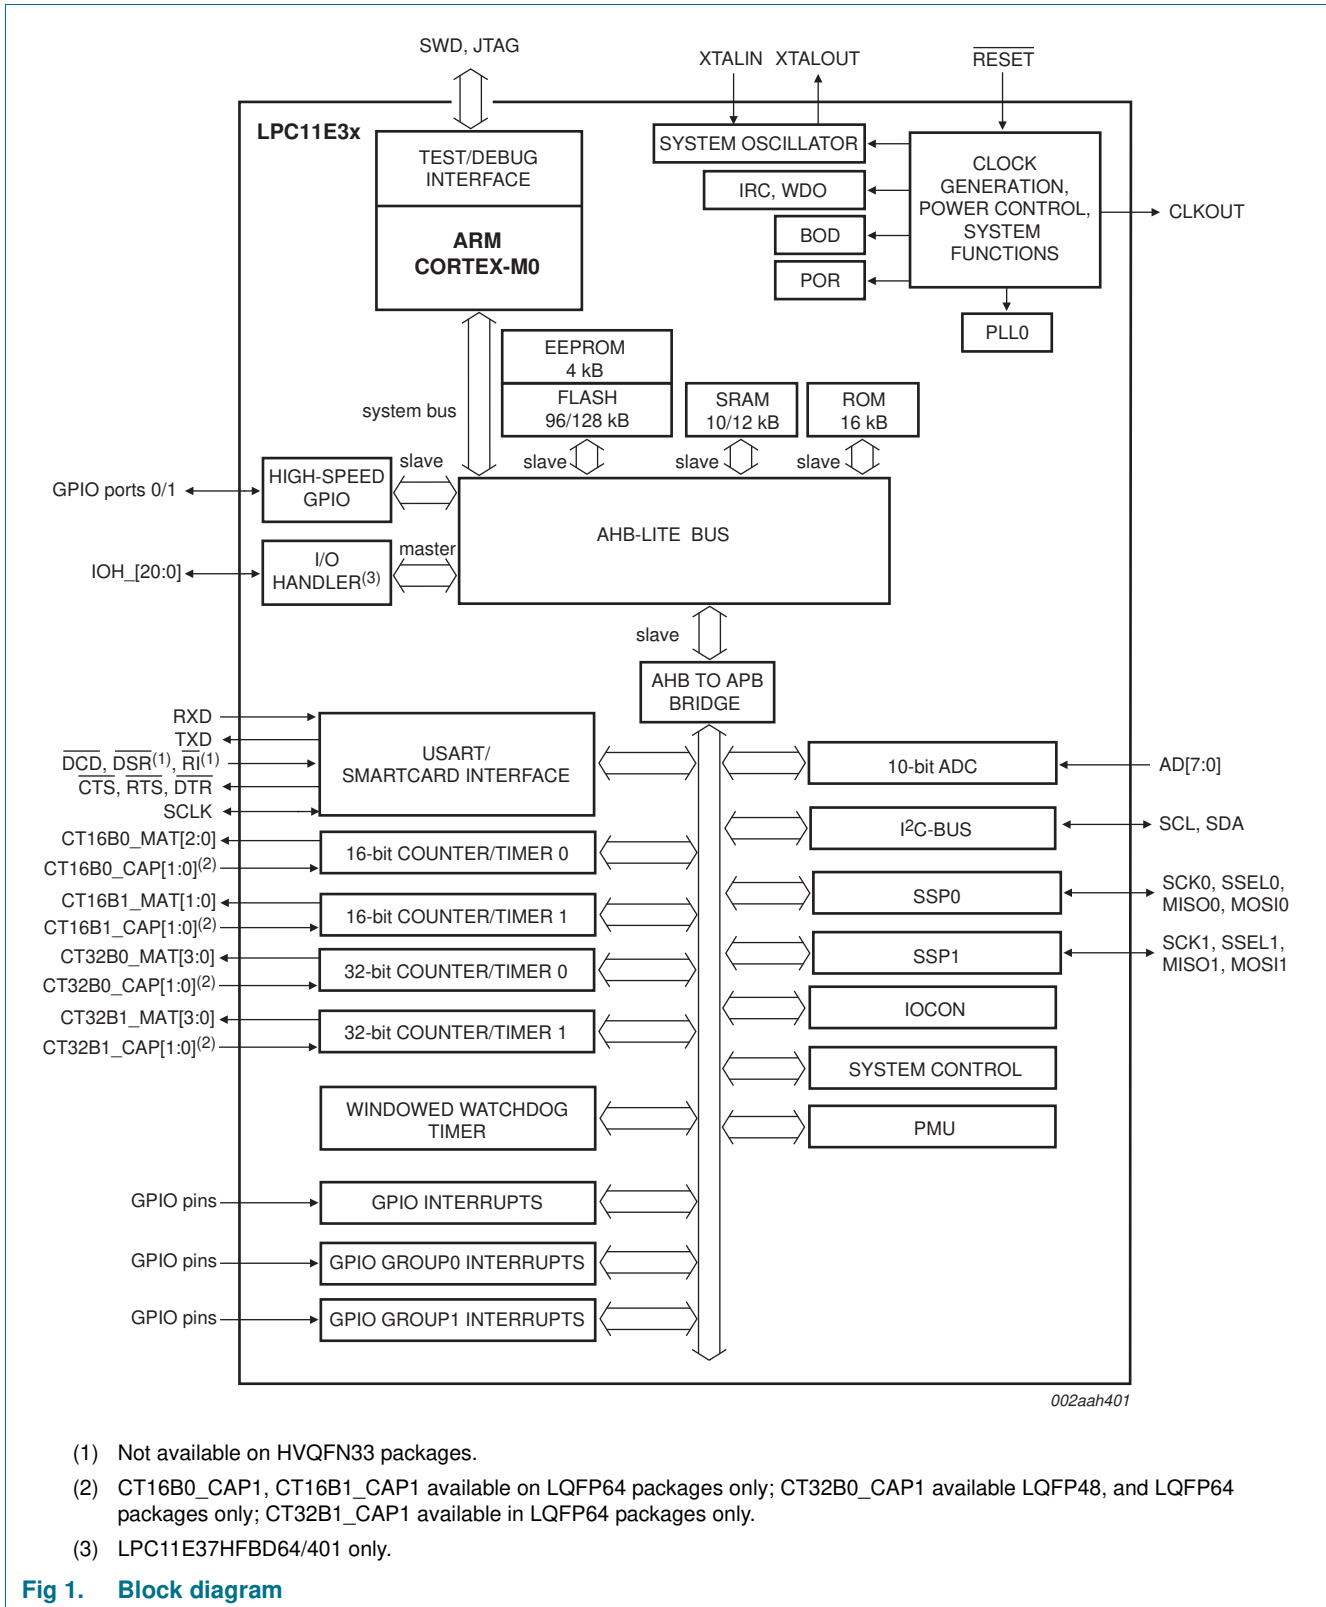 SWD, JTAG
XTALIN XTALOUT
RESET
LPC11E3x
TEST/DEBUG
INTERFACE
ARM
CORTEX-M0
SYSTEM OSCILLATOR
IRC, WDO
BOD
POR
CLOCK
GENERATION,
POWER CONTROL,
SYSTEM
FUNCTIONS
CLKOUT
PLL0
EEPROM
4 kB
FLASH
96/128 kB
SRAM
10/12 kB
ROM
16 kB
system bus
slave
slave
slave
slave
GPIO ports 0/1
HIGH-SPEED
GPIO
AHB-LITE BUS
master
IOH_[20:0]
I/O
HANDLER(3)
slave
AHB TO APB
BRIDGE
RXD
TXD
DCD, DSR(1), RI(1)
CTS, RTS, DTR
SCLK
USART/
SMARTCARD INTERFACE
10-bit ADC
AD[7:0]
CT16B0_MAT[2:0]
CT16B0_CAP[1:0](2)
16-bit COUNTER/TIMER 0
I2C-BUS
SCL, SDA
CT16B1_MAT[1:0]
CT16B1_CAP[1:0](2)
16-bit COUNTER/TIMER 1
SSP0
SCK0, SSEL0,
MISO0, MOSI0
CT32B0_MAT[3:0]
CT32B0_CAP[1:0](2)
32-bit COUNTER/TIMER 0
SSP1
SCK1, SSEL1,
MISO1, MOSI1
CT32B1_MAT[3:0]
CT32B1_CAP[1:0](2)
32-bit COUNTER/TIMER 1
IOCON
SYSTEM CONTROL
WINDOWED WATCHDOG
TIMER
PMU
GPIO pins
GPIO INTERRUPTS
GPIO pins
GPIO GROUP0 INTERRUPTS
GPIO pins
GPIO GROUP1 INTERRUPTS
002aah401
(1) Not available on HVQFN33 packages.
(2) CT16B0_CAP1, CT16B1_CAP1 available on LQFP64 packages only; CT32B0_CAP1 available LQFP48, and LQFP64
packages only; CT32B1_CAP1 available in LQFP64 packages only.
(3) LPC11E37HFBD64/401 only.
Fig 1. Block diagram